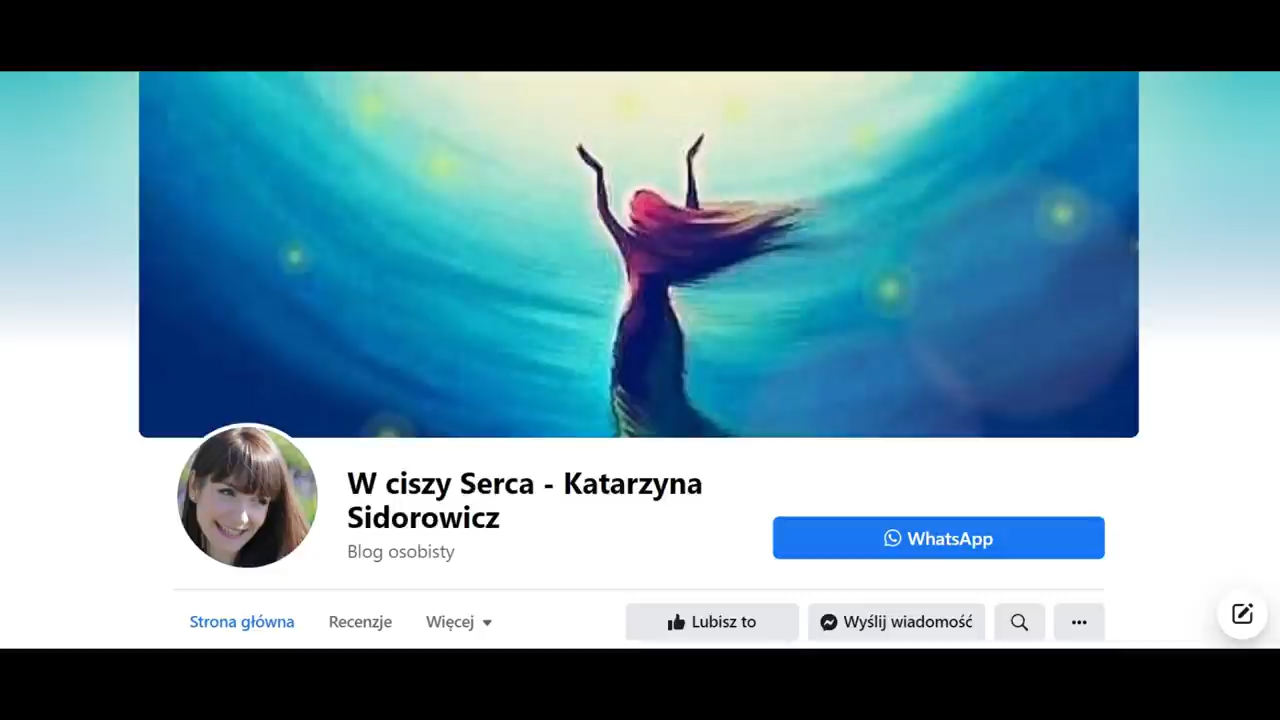 W ciszy Serca - Katarzyna
Sidorowicz
Blog osobisty
WhatsApp
Strona główna Recenzje Więcej Lubisz to Wyślij wiadomość